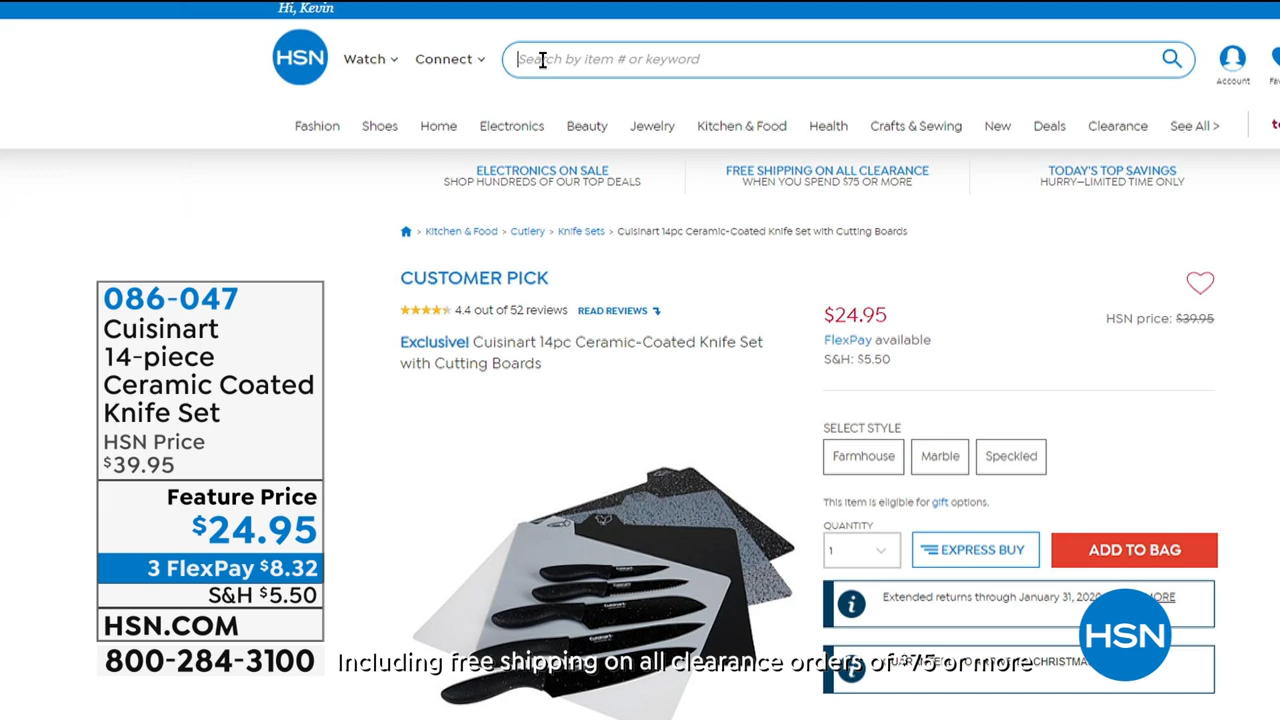 Hi, Kevin
HSN
Watch
Connect
Search by item # or keyword
Account
Fashion
Shoes
Home
Electronics
Beauty
Jewelry
Kitchen & Food
Health
Crafts & Sewing
New
Deals
Clearance
See All >
ELECTRONICS ON SALE
SHOP HUNDREDS OF OUR TOP DEALS
FREE SHIPPING ON ALL CLEARANCE
WHEN YOU SPEND $75 OR MORE
TODAY'S TOP SAVINGS
HURRY—LIMITED TIME ONLY
> Kitchen & Food > Cutlery > Knife Sets > Cuisinart 14pc Ceramic-Coated Knife Set with Cutting Boards
086-047
Cuisinart
14-piece
Ceramic Coated
Knife Set
HSN Price
$39.95
Feature Price
$24.95
3 FlexPay $8.32
S&H $5.50
HSN.COM
800-284-3100
CUSTOMER PICK
4.4 out of 52 reviews READ REVIEWS
Exclusive! Cuisinart 14pc Ceramic-Coated Knife Set
with Cutting Boards
$24.95
HSN price: $39.95
FlexPay available
S&H: $5.50
SELECT STYLE
Farmhouse
Marble
Speckled
This item is eligible for gift options.
QUANTITY
1
EXPRESS BUY
ADD TO BAG
Extended returns through January 31, 2020
HSN
Cuisinart
Cuisinart
Including free shipping on all clearance orders of $75 or more